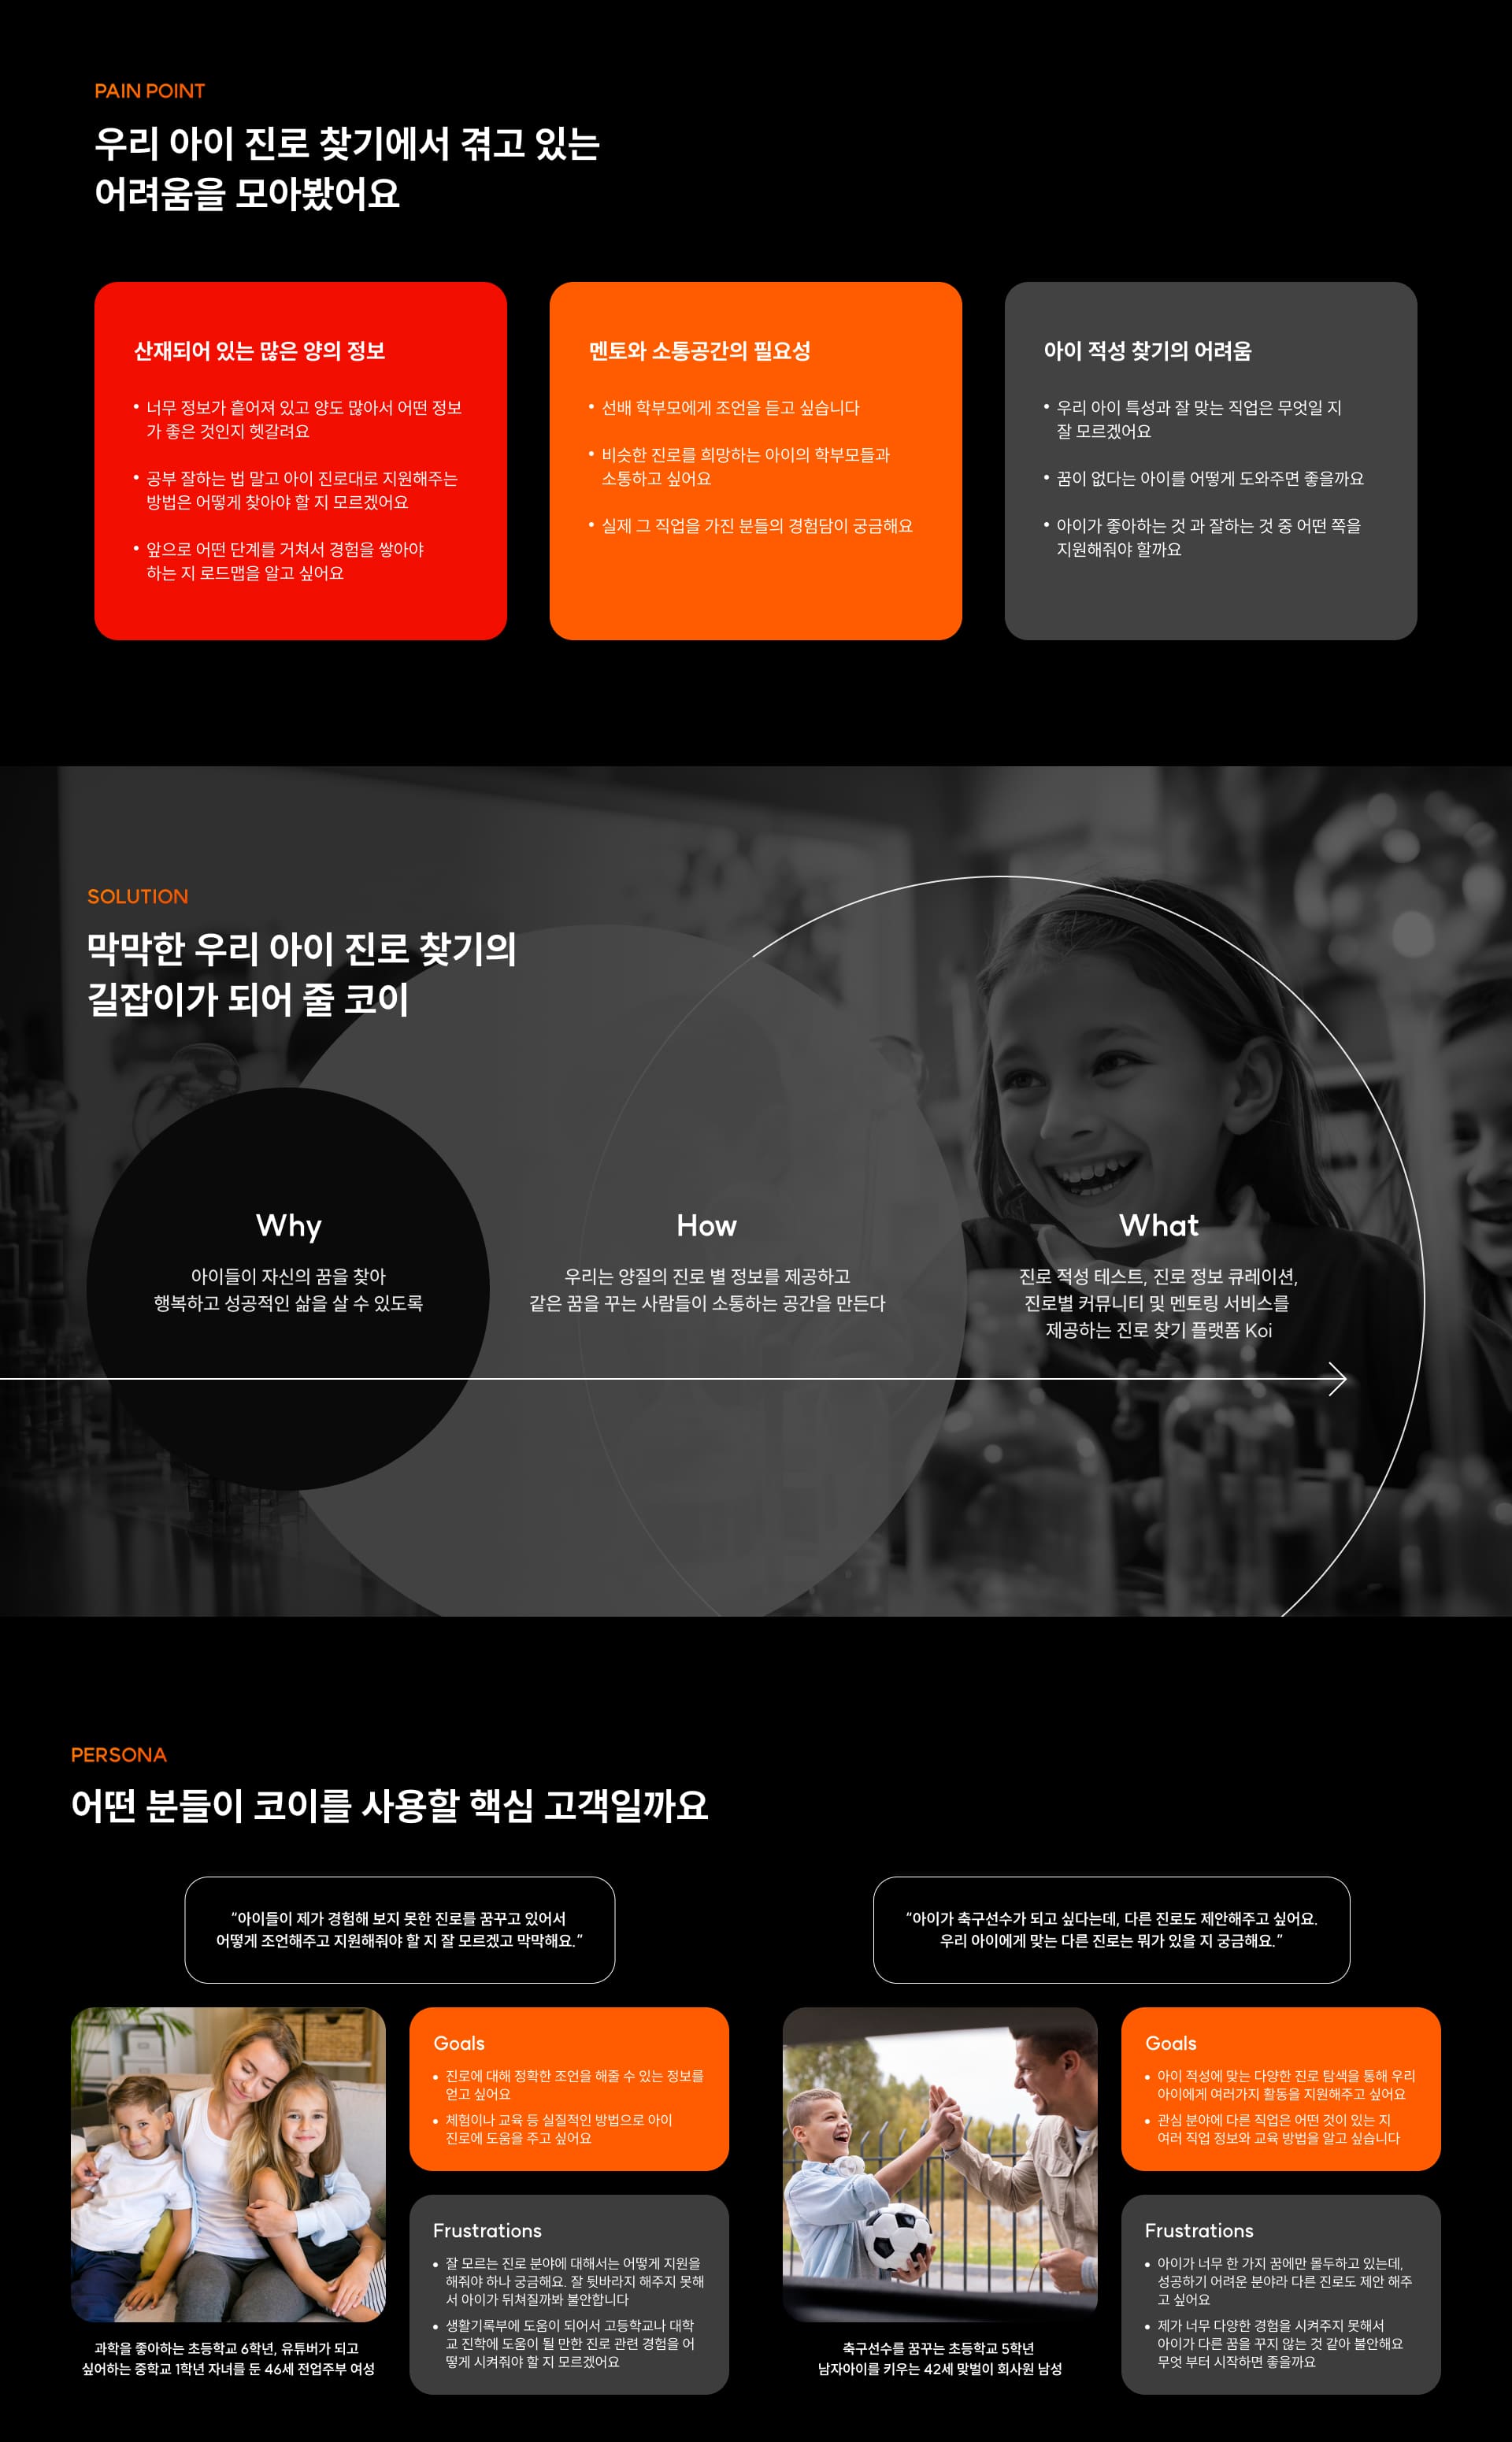 PAIN POINT
우리 아이 진로 찾기에서 겪고 있는
어려움을 모아봤어요
산재되어 있는 많은 양의 정보
• 너무 정보가 흩어져 있고 양도 많아서 어떤 정보
가 좋은 것인지 헷갈려요
• 공부 잘하는 법 말고 아이 진로대로 지원해주는
방법은 어떻게 찾아야 할 지 모르겠어요
• 앞으로 어떤 단계를 거쳐서 경험을 쌓아야
하는 지 로드맵을 알고 싶어요
멘토와 소통공간의 필요성
• 선배 학부모에게 조언을 듣고 싶습니다
• 비슷한 진로를 희망하는 아이의 학부모들과
소통하고 싶어요
• 실제 그 직업을 가진 분들의 경험담이 궁금해요
아이 적성 찾기의 어려움
• 우리 아이 특성과 잘 맞는 직업은 무엇일 지
잘 모르겠어요
• 꿈이 없다는 아이를 어떻게 도와주면 좋을까요
• 아이가 좋아하는 것 과 잘하는 것 중 어떤 쪽을
지원해줘야 할까요
SOLUTION
막막한 우리 아이 진로 찾기의
길잡이가 되어 줄 코이
Why
아이들이 자신의 꿈을 찾아
행복하고 성공적인 삶을 살 수 있도록
How
우리는 양질의 진로 별 정보를 제공하고
같은 꿈을 꾸는 사람들이 소통하는 공간을 만든다
What
진로 적성 테스트, 진로 정보 큐레이션,
진로별 커뮤니티 및 멘토링 서비스를
제공하는 진로 찾기 플랫폼 Koi
PERSONA
어떤 분들이 코이를 사용할 핵심 고객일까요
“아이들이 제가 경험해 보지 못한 진로를 꿈꾸고 있어서
어떻게 조언해주고 지원해줘야 할 지 잘 모르겠고 막막해요.”
Goals
• 진로에 대해 정확한 조언을 해줄 수 있는 정보를
얻고 싶어요
• 체험이나 교육 등 실질적인 방법으로 아이
진로에 도움을 주고 싶어요
Frustrations
• 잘 모르는 진로 분야에 대해서는 어떻게 지원을
해줘야 하나 궁금해요. 잘 뒷바라지 해주지 못해
서 아이가 뒤쳐질까봐 불안합니다
• 생활기록부에 도움이 되어서 고등학교나 대학
교 진학에 도움이 될 만한 진로 관련 경험을 어
떻게 시켜줘야 할 지 모르겠어요
과학을 좋아하는 초등학교 6학년, 유튜버가 되고
싶어하는 중학교 1학년 자녀를 둔 46세 전업주부 여성
“아이가 축구선수가 되고 싶다는데, 다른 진로도 제안해주고 싶어요.
우리 아이에게 맞는 다른 진로는 뭐가 있을 지 궁금해요.”
Goals
• 아이 적성에 맞는 다양한 진로 탐색을 통해 우리
아이에게 여러가지 활동을 지원해주고 싶어요
• 관심 분야에 다른 직업은 어떤 것이 있는 지
여러 직업 정보와 교육 방법을 알고 싶습니다
Frustrations
• 아이가 너무 한 가지 꿈에만 몰두하고 있는데,
성공하기 어려운 분야라 다른 진로도 제안 해주
고 싶어요
• 제가 너무 다양한 경험을 시켜주지 못해서
아이가 다른 꿈을 꾸지 않는 것 같아 불안해요
무엇 부터 시작하면 좋을까요
축구선수를 꿈꾸는 초등학교 5학년
남자아이를 키우는 42세 맞벌이 회사원 남성